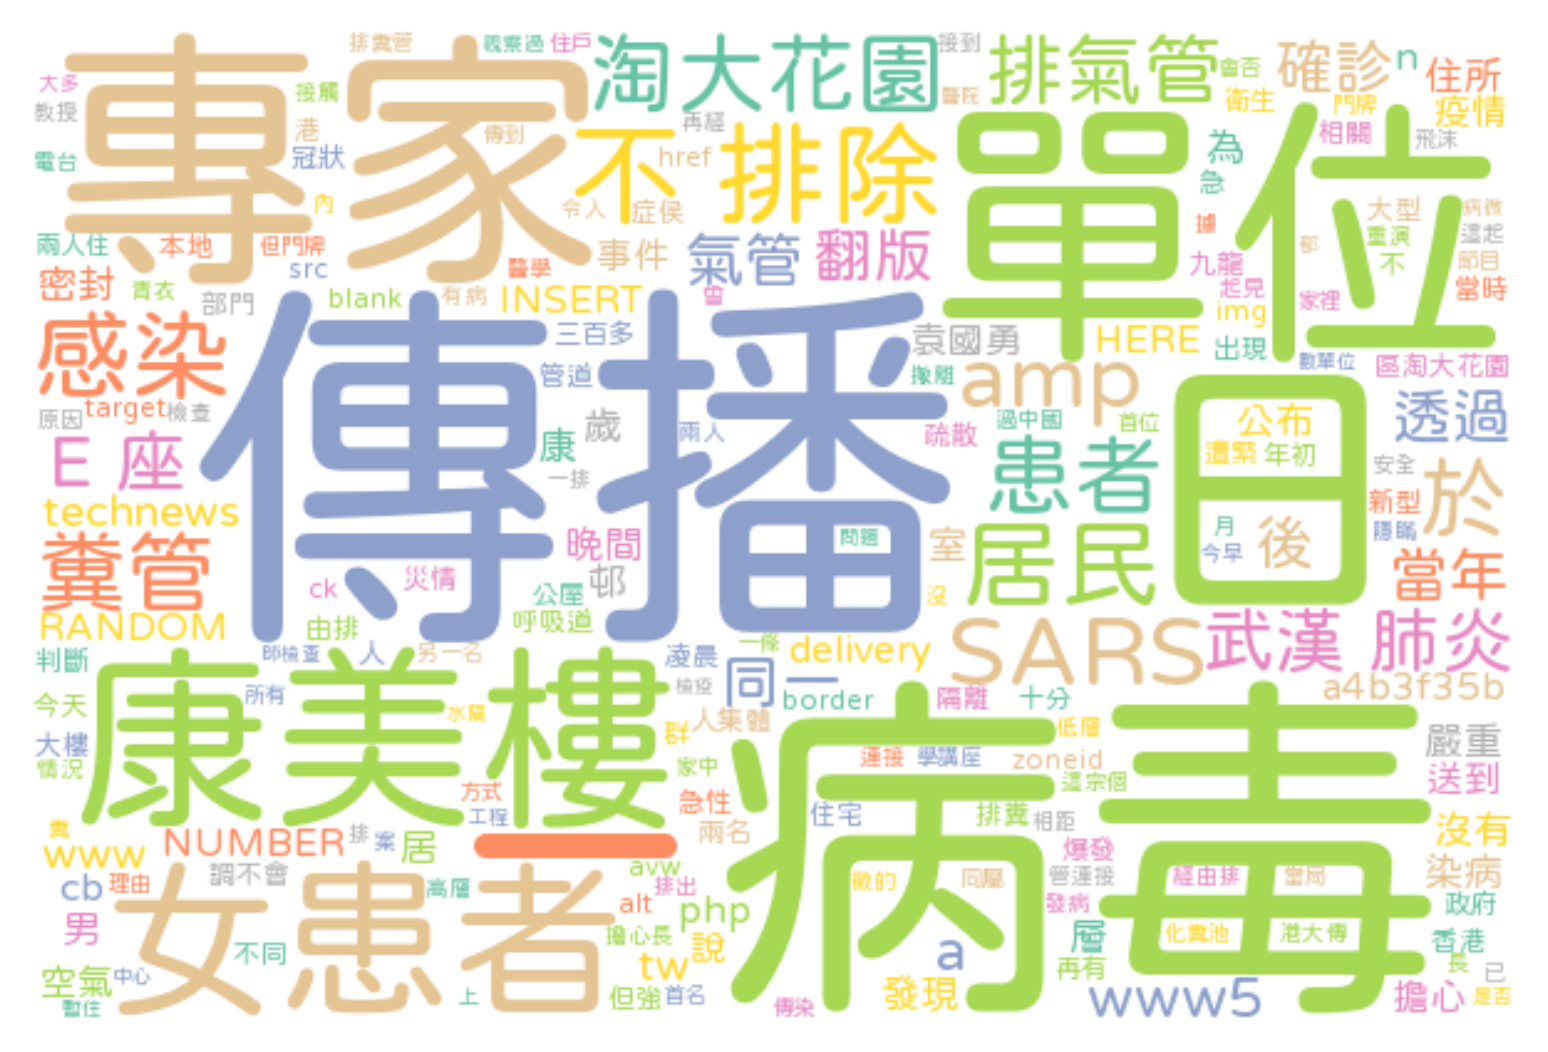 排糞管 親察過 住戶 淘大花園 接到 排氣管 會否 確診 n 住所
大多 教授 接觸 專家 醫院 衛生 門牌 疫情
電台 港 冠狀 傳到 不排除 再經 href 單位 為 急 相關 飛沫
內 令人 症侯 據 大型 病微
兩人住 本地 但門牌 src 醫學 事件 氣管 翻版 九龍 都 重演 不 這起 節目
密封 青衣 部門 blank 有病 INSERT 會 起見 img 家裡 當時
感染 傳播 三百多 袁國勇 HERE 出現 數單位 區淘大花園
原因 target 檢查 管道 撤離 amp 日 公布 透過
E 座 康 歲 兩人 疏散 過中國 首位 遭緊 年初 安全
technews 一排 患者 新型 於
糞管 晚間 問題 室 居民 月 今早 後 隱瞞 當年
ck 災情 公屋 邨 沒
RANDOM 由排 呼吸道 SARS 武漢 肺炎
判斷 師檢查 人 另一名 凌晨 一條 delivery
今天 所有 康美樓 水隔 檢疫 同一 border 隔離 十分 a4b3f35b
大樓 群 人集體 病毒 低層 嚴重
情況 家中 連接 學講座 zoneid 這宗個 送到
方式 急性 住宅 排糞 相距
糞 NUMBER 排 案 居 工程 一 兩名 爆發 沒有
www 調不會 avw 徵的 同屬 管連接 經由排 當局 染病
cb 理由 女患者 高層 排出 alt php 發病 政府
男 不同 擔心長 說 a 層 化糞池 港大傳 香港
空氣 中心 tw 再有 長 已
暫住 上 但強 首名 傳染 發現 www5 擔心 是否